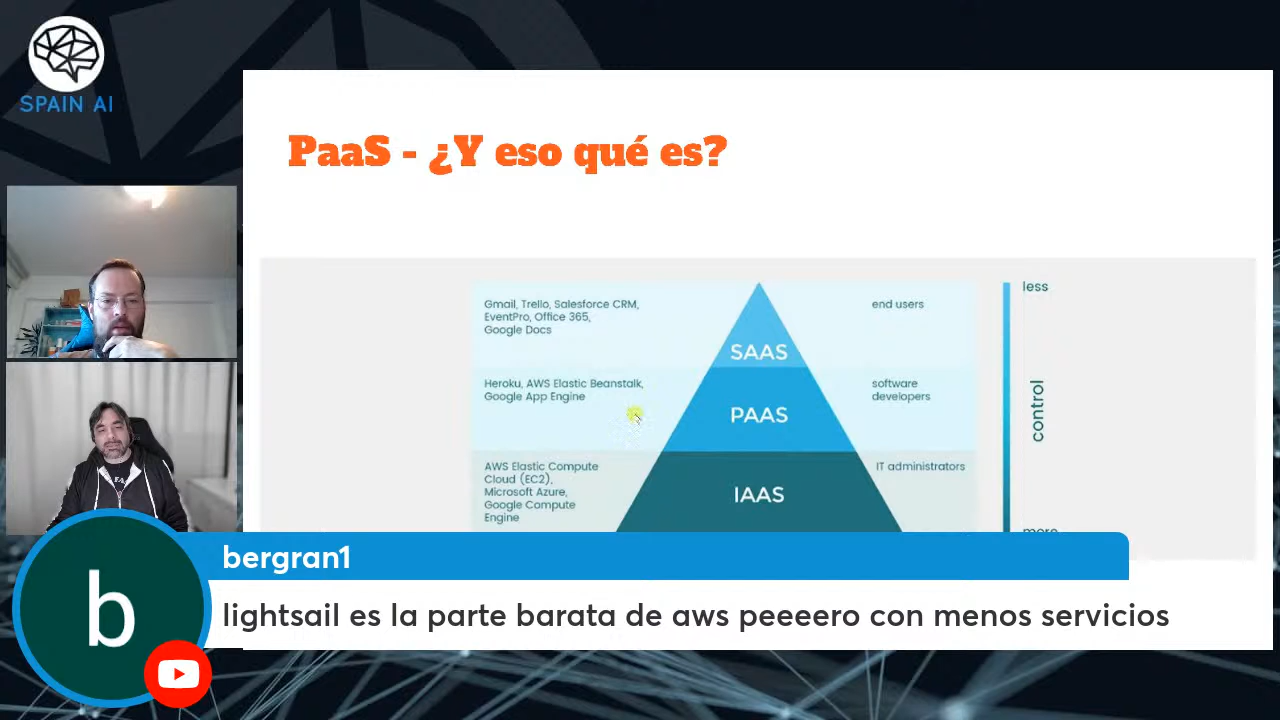 SPAIN AI
PaaS - ¿Y eso qué es?
Gmail, Trello, Salesforce CRM,
EventPro, Office 365,
Google Docs
SAAS
end users
less
Heroku, AWS Elastic Beanstalk,
Google App Engine
PAAS
software
developers
control
AWS Elastic Compute
Cloud (EC2),
Microsoft Azure,
Google Compute
Engine
IAAS
IT administrators
more
b
bergran1
lightsail es la parte barata de aws peeeero con menos servicios